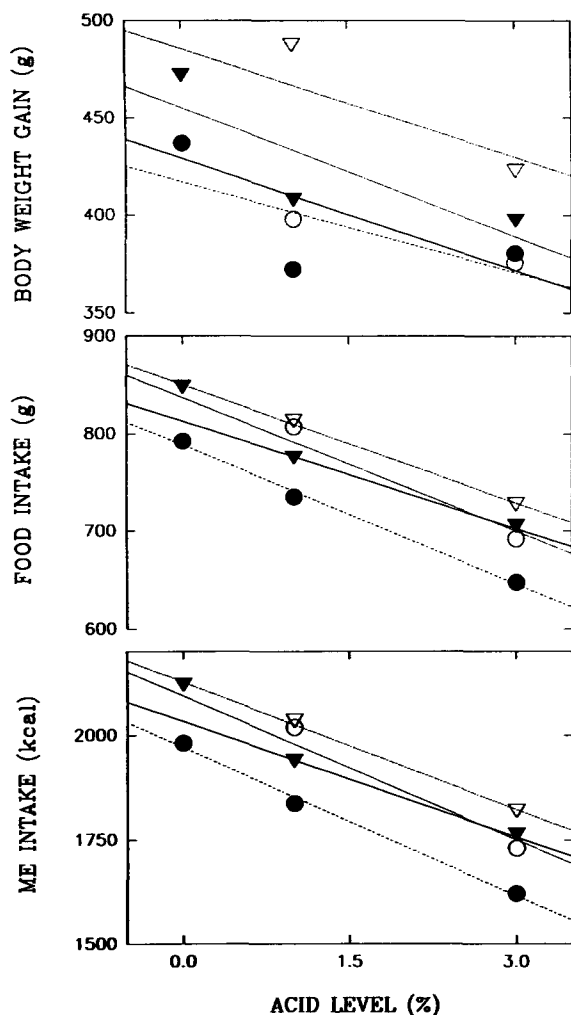 BODY WEIGHT GAIN (g)
500
450
400
350
FOOD INTAKE (g)
900
800
700
600
ME INTAKE (kcal)
2000
1750
1500
0.0 1.5 3.0
ACID LEVEL (%)